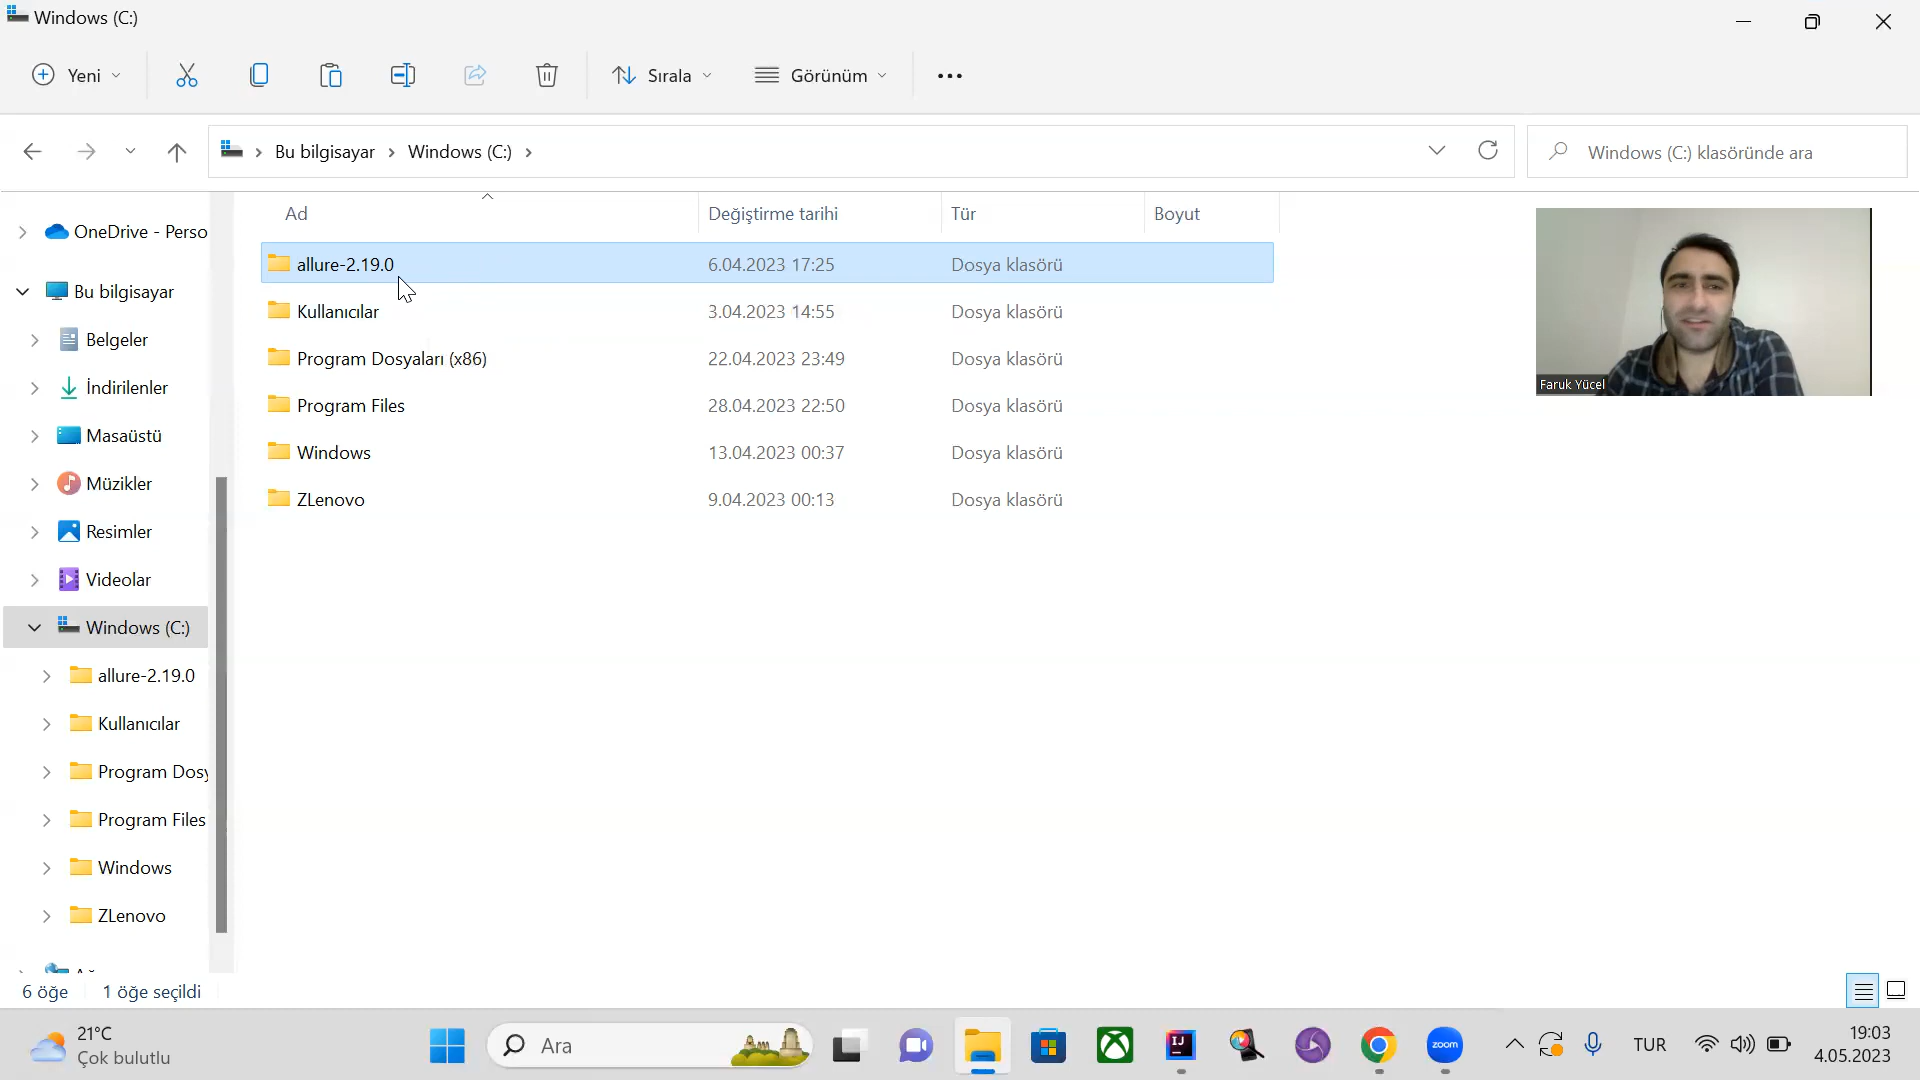 Windows (C:)
Yeni
Sırala
Görünüm
Bu bilgisayar
Windows (C:)
Windows (C:) klasöründe ara
Ad
Değiştirme tarihi
Tür
Boyut
allure-2.19.0
6.04.2023 17:25
Dosya klasörü
Kullanıcılar
3.04.2023 14:55
Dosya klasörü
Program Dosyaları (x86)
22.04.2023 23:49
Dosya klasörü
Program Files
28.04.2023 22:50
Dosya klasörü
Windows
13.04.2023 00:37
Dosya klasörü
ZLenovo
9.04.2023 00:13
Dosya klasörü
OneDrive - Perso
Bu bilgisayar
Belgeler
İndirilenler
Masaüstü
Müzikler
Resimler
Videolar
Windows (C:)
allure-2.19.0
Kullanıcılar
Program Dosy
Program Files
Windows
ZLenovo
Faruk Yücel
6 öğe
1 öğe seçildi
21°C
Çok bulutlu
Ara
IJ
zoom
TUR
19:03
4.05.2023